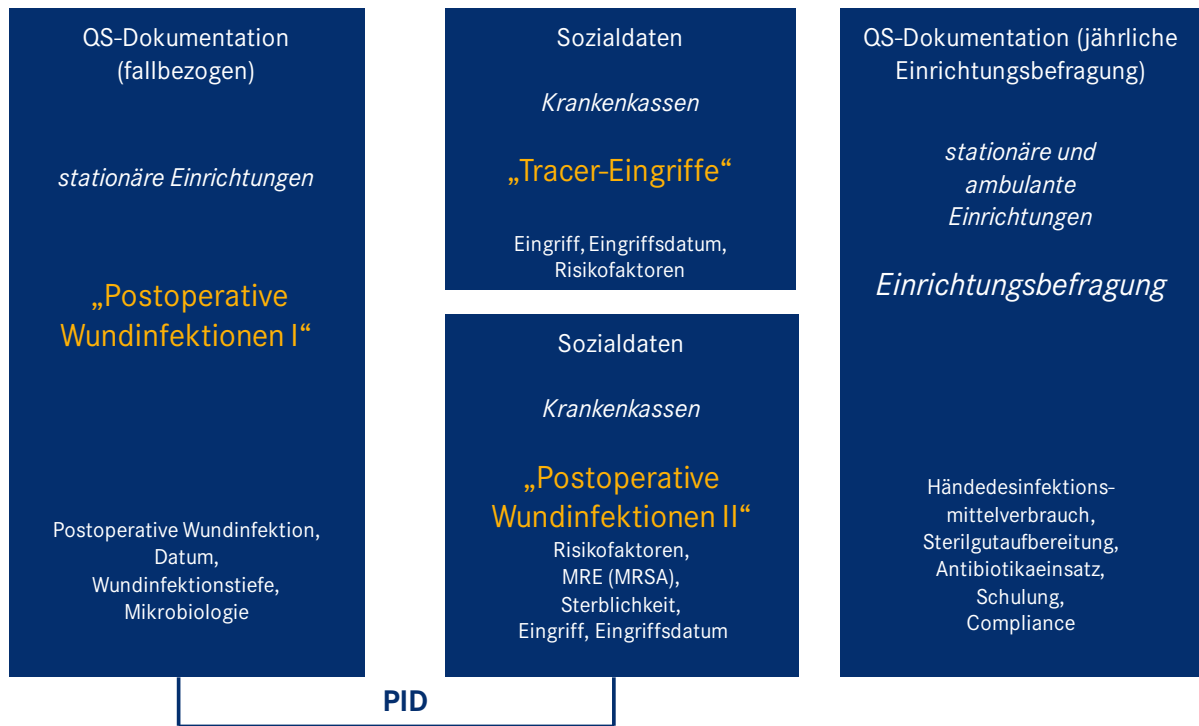 QS-Dokumentation
(fallbezogen)
stationäre Einrichtungen
„Postoperative
Wundinfektionen I“
Postoperative Wundinfektion,
Datum,
Wundinfektionstiefe,
Mikrobiologie
Sozialdaten
Krankenkassen
„Tracer-Eingriffe“
Eingriff, Eingriffsdatum,
Risikofaktoren
Sozialdaten
Krankenkassen
„Postoperative
Wundinfektionen II“
Risikofaktoren,
MRE (MRSA),
Sterblichkeit,
Eingriff, Eingriffsdatum
QS-Dokumentation (jährliche
Einrichtungsbefragung)
stationäre und
ambulante
Einrichtungen
Einrichtungsbefragung
Händedesinfektions-
mittelverbrauch,
Sterilgutaufbereitung,
Antibiotikaeinsatz,
Schulung,
Compliance
PID